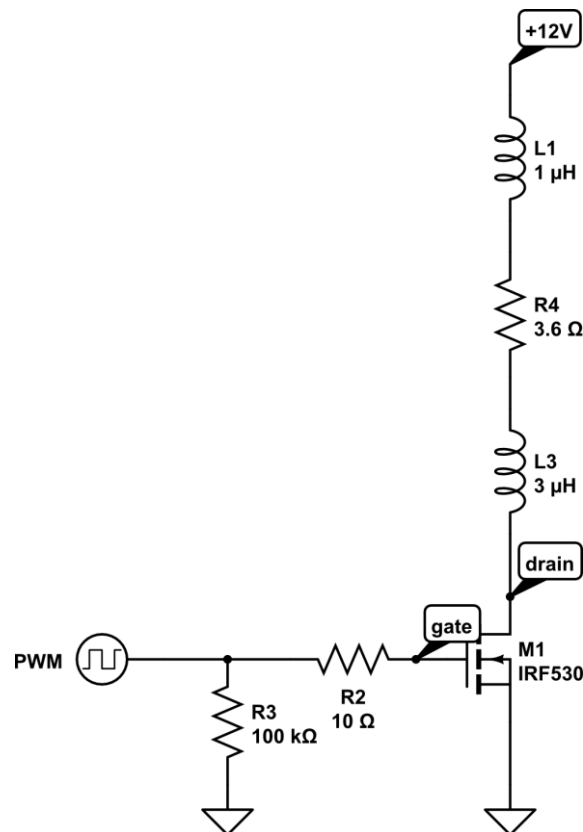 +12V
L1
1 µH
R4
3.6 Ω
L3
3 µH
drain
gate
PWM
M1
IRF530
R2
10 Ω
R3
100 kΩ